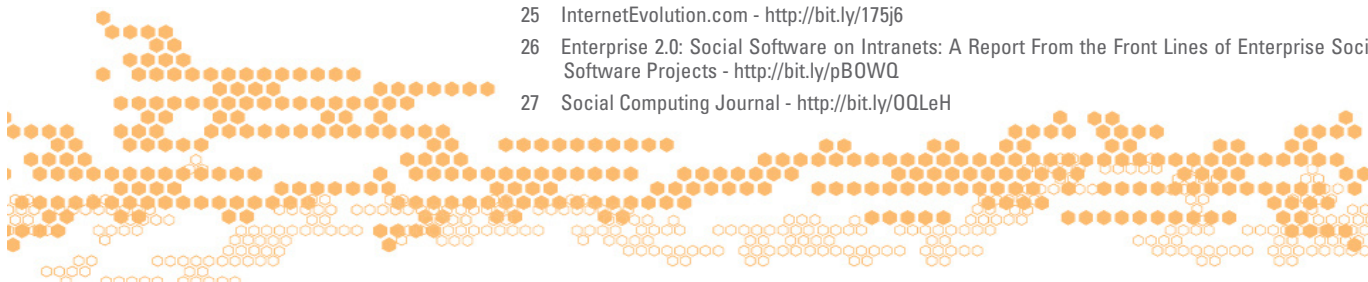 25 InternetEvolution.com - http://bit.ly/175j6
26 Enterprise 2.0: Social Software on Intranets: A Report From the Front Lines of Enterprise Soci
Software Projects - http://bit.ly/pBOWQ
27 Social Computing Journal - http://bit.ly/OQLeH